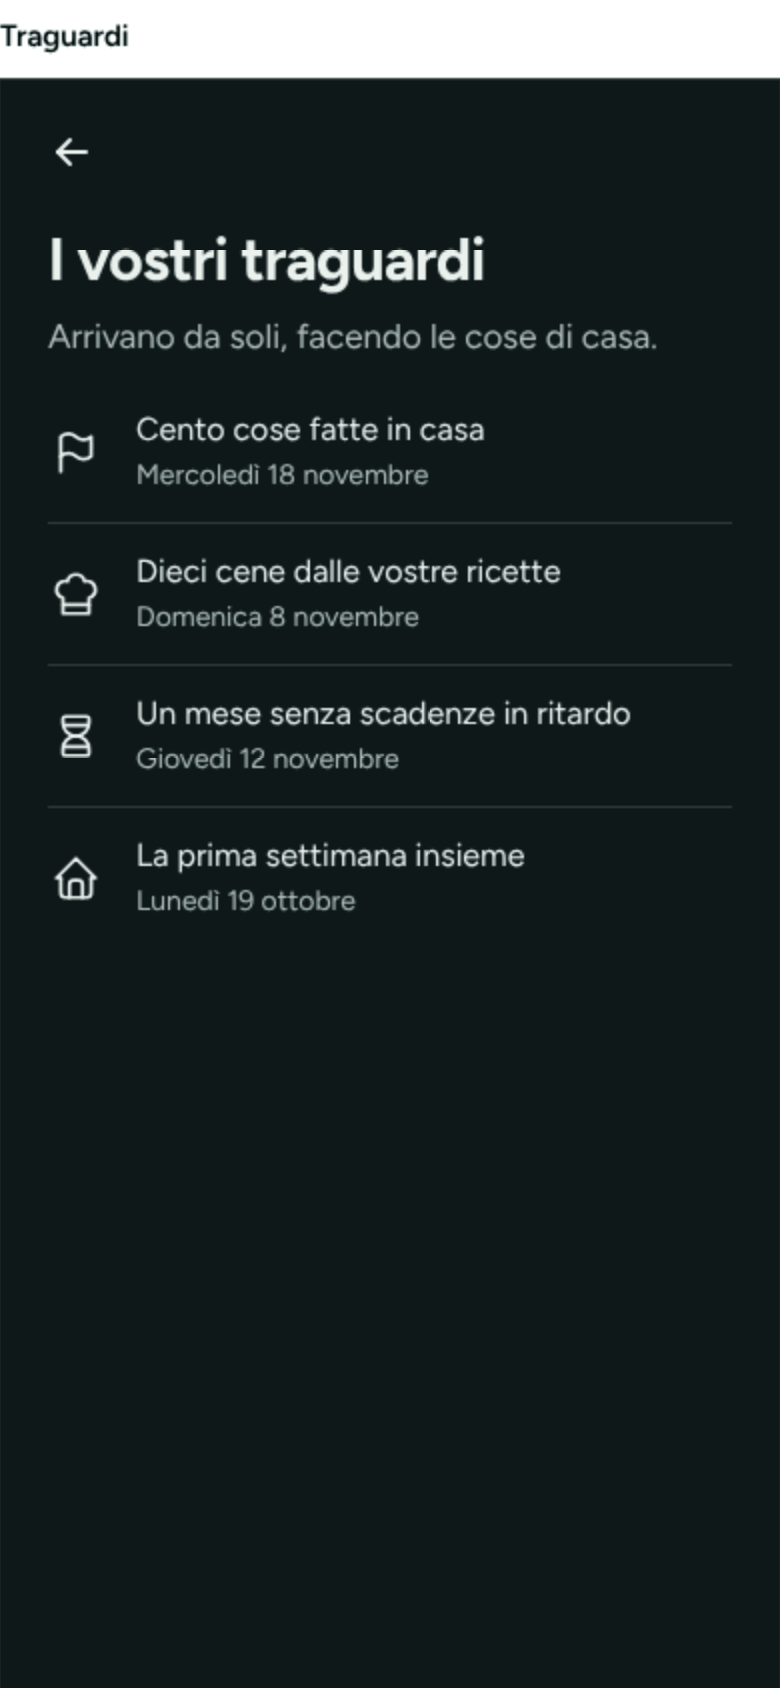 Traguardi
I vostri traguardi
Arrivano da soli, facendo le cose di casa.
Cento cose fatte in casa
Mercoledì 18 novembre
Dieci cene dalle vostre ricette
Domenica 8 novembre
Un mese senza scadenze in ritardo
Giovedì 12 novembre
La prima settimana insieme
Lunedì 19 ottobre